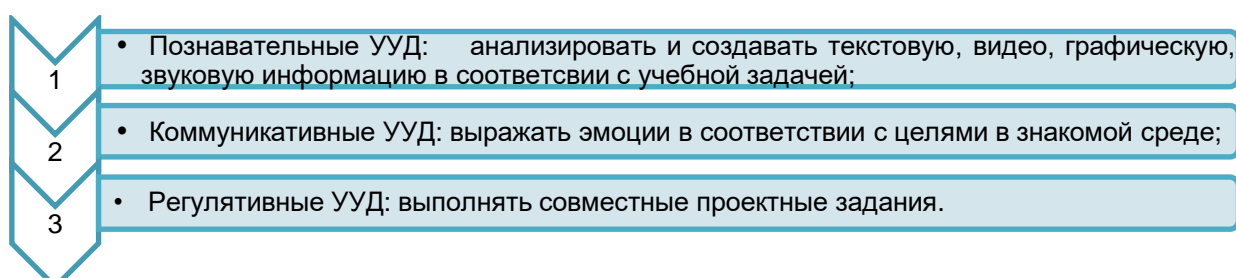 1
• Познавательные УУД: анализировать и создавать текстовую, видео, графическую,
звуковую информацию в соответсвии с учебной задачей;
2
• Коммуникативные УУД: выражать эмоции в соответствии с целями в знакомой среде;
3
• Регулятивные УУД: выполнять совместные проектные задания.